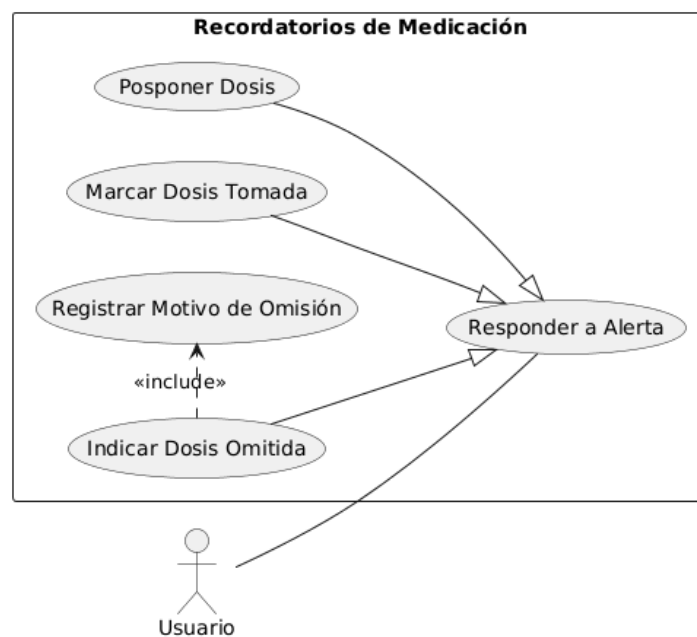 Recordatorios de Medicación
Posponer Dosis
Marcar Dosis Tomada
Registrar Motivo de Omisión
Responder a Alerta
«include»
Indicar Dosis Omitida
Usuario